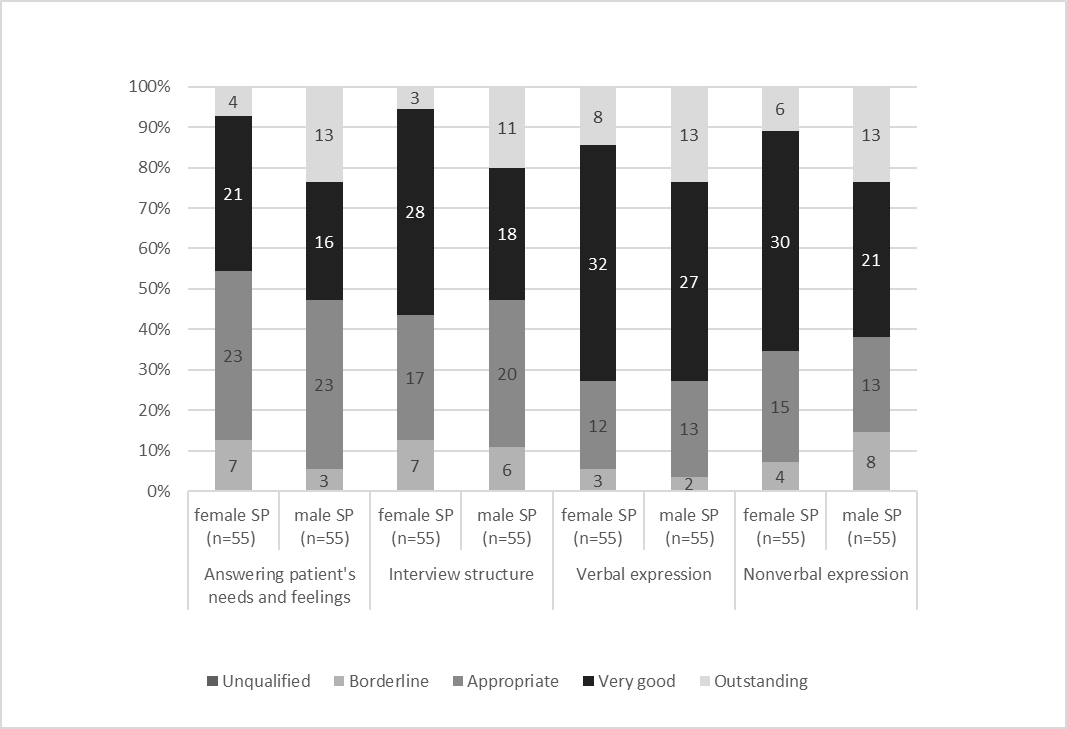 100%
90%
80%
70%
60%
50%
40%
30%
20%
10%
0%
4
13
3
11
8
13
6
13
21
16
28
18
32
27
30
21
23
23
17
20
12
13
15
13
7
3
7
6
3
2
4
8
female SP (n=55)
male SP (n=55)
female SP (n=55)
male SP (n=55)
female SP (n=55)
male SP (n=55)
female SP (n=55)
male SP (n=55)
Answering patient's
needs and feelings
Interview structure
Verbal expression
Nonverbal expression
Unqualified
Borderline
Appropriate
Very good
Outstanding